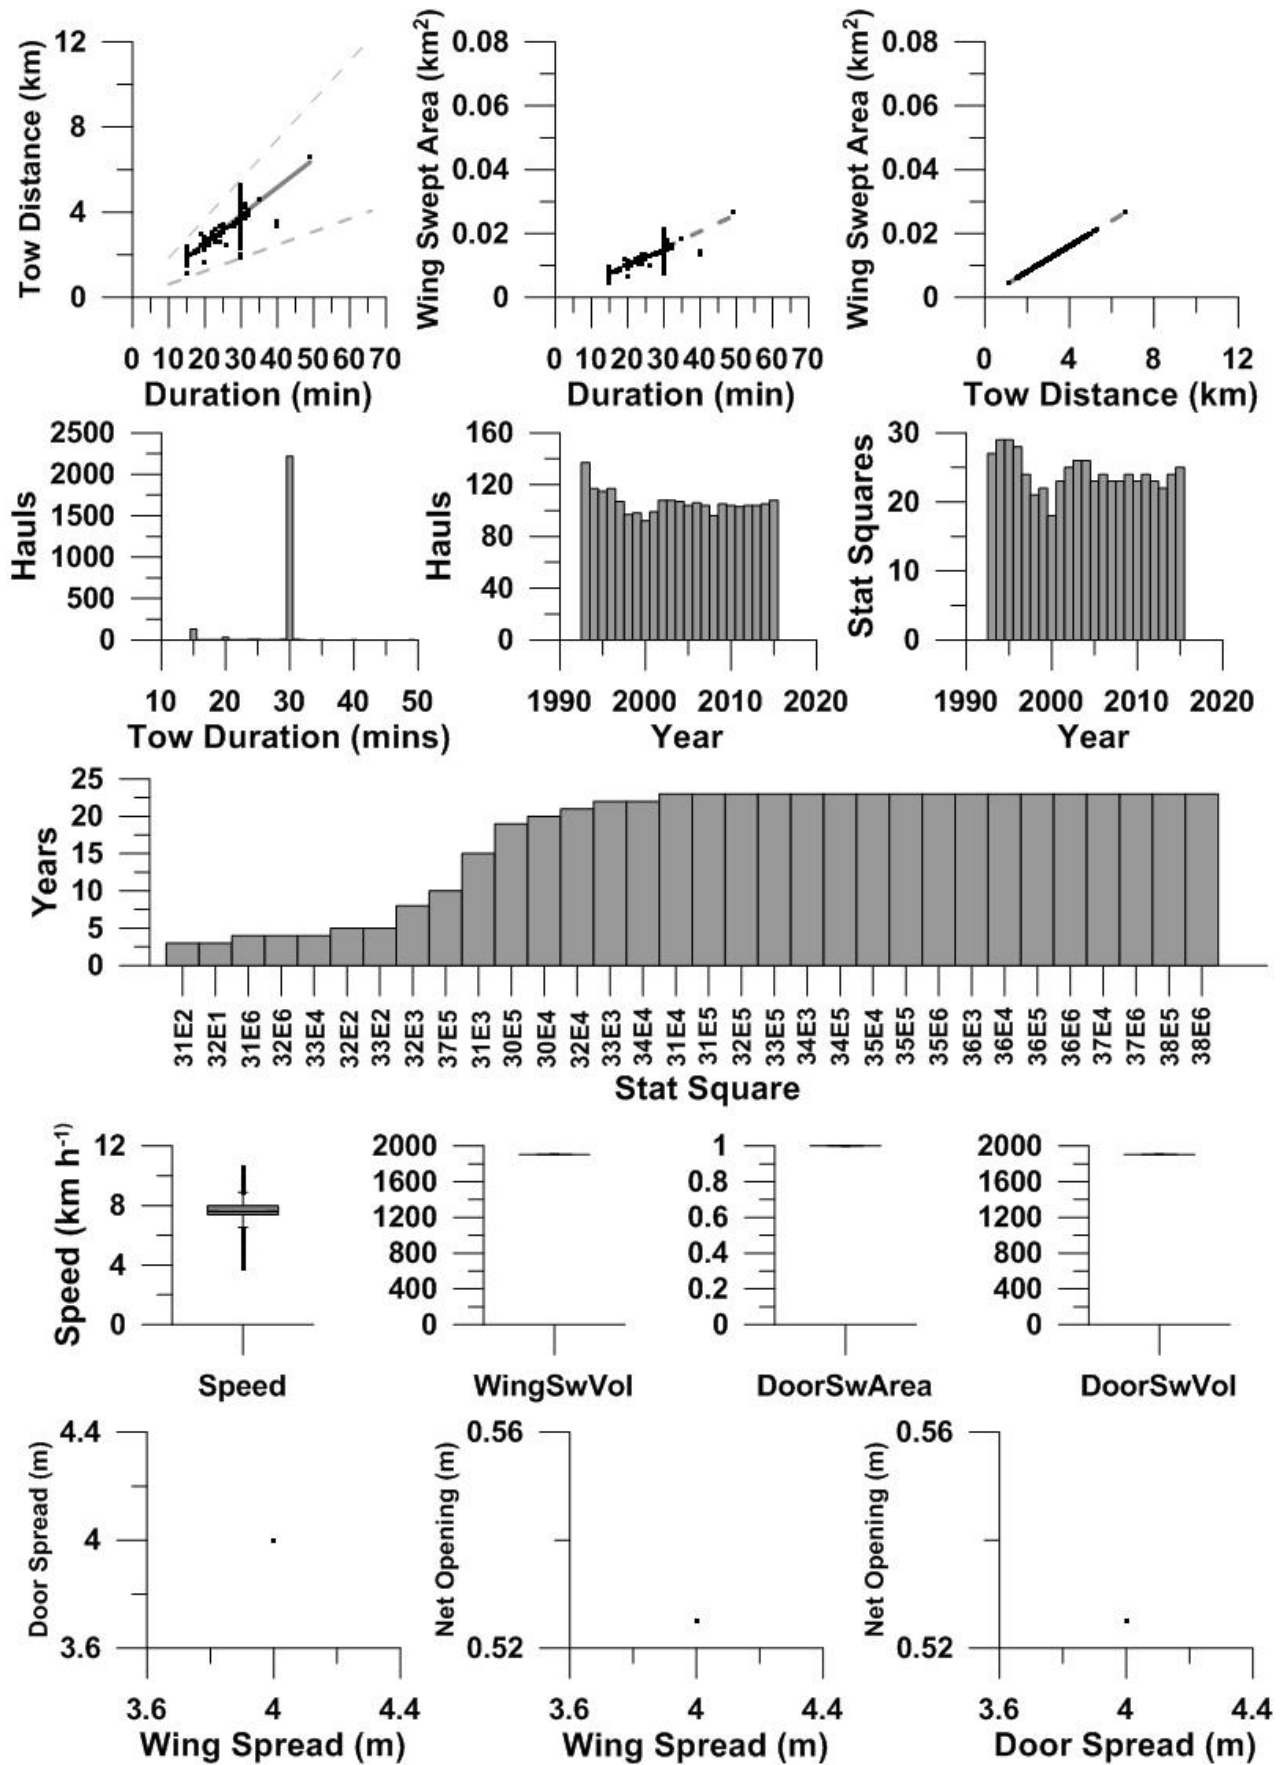 Tow Distance (km)
12
8
4
0
0 10 20 30 40 50 60 70
Duration (min)
Wing Swept Area (km²)
0.08
0.06
0.04
0.02
0
0 10 20 30 40 50 60 70
Duration (min)
Wing Swept Area (km²)
0.08
0.06
0.04
0.02
0
0 4 8 12
Tow Distance (km)
Hauls
2500
2000
1500
1000
500
0
10 20 30 40 50
Tow Duration (mins)
Hauls
160
120
80
40
0
1990 2000 2010 2020
Year
Stat Squares
30
20
10
0
1990 2000 2010 2020
Year
Years
25
20
15
10
5
0
31E2
32E1
31E6
32E6
33E4
32E2
33E2
32E3
37E5
31E3
30E5
30E4
32E4
33E3
34E4
31E4
31E5
32E5
33E5
34E3
34E5
35E4
35E5
35E6
36E3
36E4
36E5
36E6
37E4
37E6
38E5
38E6
Stat Square
Speed (km h⁻¹)
12
8
4
0
Speed
2000
1600
1200
800
400
0
WingSwVol
1
0.8
0.6
0.4
0.2
0
DoorSwArea
2000
1600
1200
800
400
0
DoorSwVol
Door Spread (m)
4.4
4
3.6
3.6 4 4.4
Wing Spread (m)
Net Opening (m)
0.56
0.52
3.6 4 4.4
Wing Spread (m)
Net Opening (m)
0.56
0.52
3.6 4 4.4
Door Spread (m)